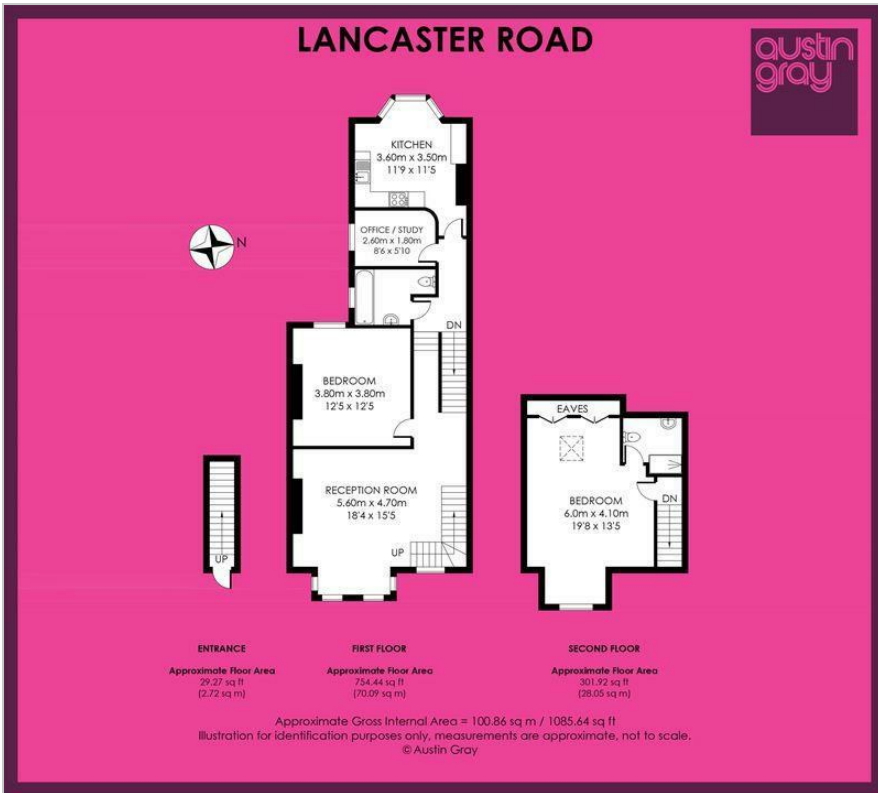 LANCASTER ROAD
austin
gray
KITCHEN
3.60m x 3.50m
11'9 x 11'5
OFFICE / STUDY
2.60m x 1.80m
8'6 x 5'10
N
DN
BEDROOM
3.80m x 3.80m
12'5 x 12'5
EAVES
RECEPTION ROOM
5.60m x 4.70m
18'4 x 15'5
BEDROOM
6.0m x 4.10m
19'8 x 13'5
DN
UP
UP
ENTRANCE
Approximate Floor Area
29.27 sq ft
(2.72 sq m)
FIRST FLOOR
Approximate Floor Area
754.44 sq ft
(70.09 sq m)
SECOND FLOOR
Approximate Floor Area
301.92 sq ft
(28.05 sq m)
Approximate Gross Internal Area = 100.86 sq m / 1085.64 sq ft
Illustration for identification purposes only, measurements are approximate, not to scale.
© Austin Gray